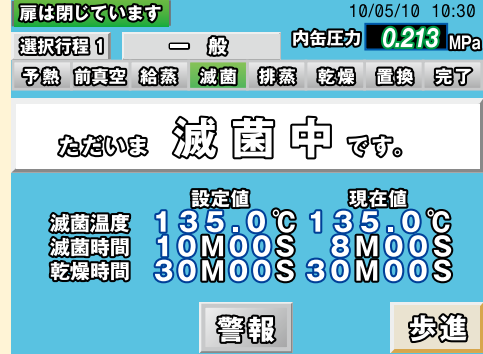 扉は閉じています 10/05/10 10:30
選択行程 1 一般 内缶圧力 0.213 MPa
予熱 前真空 給蒸 滅菌 排蒸 乾燥 置換 完了
ただいま 滅菌中 です。
設定値 現在値
滅菌温度 135.0℃ 135.0℃
滅菌時間 10M00S 8M00S
乾燥時間 30M00S 30M00S
警報 歩進